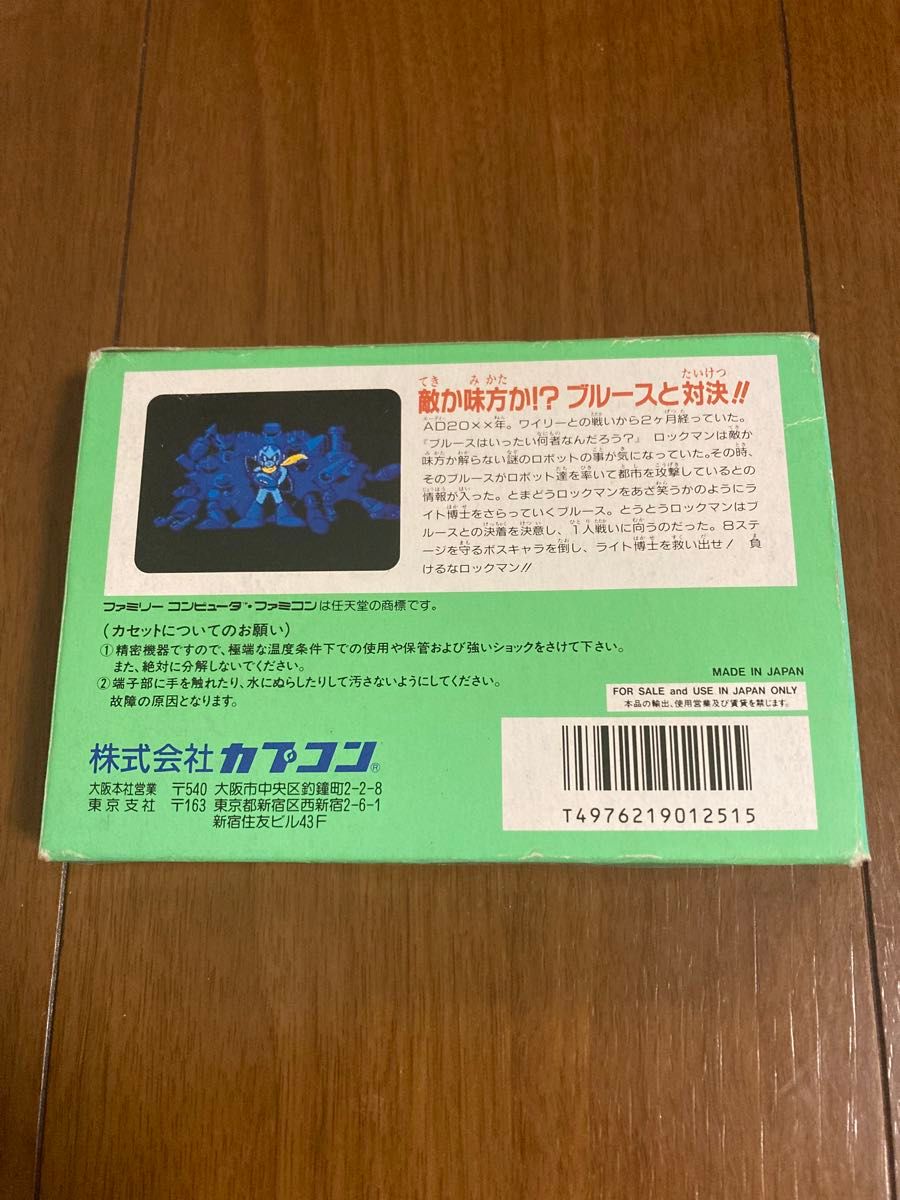 敵か味方か!? ブルースと対決!!
AD20××年。ワイリーとの戦いから2ヶ月経っていた。
『ブルースはいったい何者なんだろう?』 ロックマンは敵か
味方か解らない謎のロボットの事が気になっていた。その時、
そのブルースがロボット達を率いて都市を攻撃しているとの
情報が入った。とまどうロックマンをあざ笑うかのようにラ
イト博士をさらっていくブルース。とうとうロックマンはブ
ルースとの決着を決意し、1人戦いに向うのだった。8ステ
ージを守るボスキャラを倒し、ライト博士を救い出せ! 負
けるなロックマン!!
ファミリーコンピュータ™・ファミコンは任天堂の商標です。
(カセットについてのお願い)
①精密機器ですので、極端な温度条件下での使用や保管および強いショックをさけて下さい。
また、絶対に分解しないでください。
②端子部に手を触れたり、水にぬらしたりして汚さないようにしてください。
故障の原因となります。
MADE IN JAPAN
FOR SALE and USE IN JAPAN ONLY
本品の輸出、使用営業及び賃貸を禁じます。
株式会社 カプコン®
大阪本社営業 〒540 大阪市中央区釣鐘町2-2-8
東京支社 〒163 東京都新宿区西新宿2-6-1
新宿住友ビル43F
T4976219012515